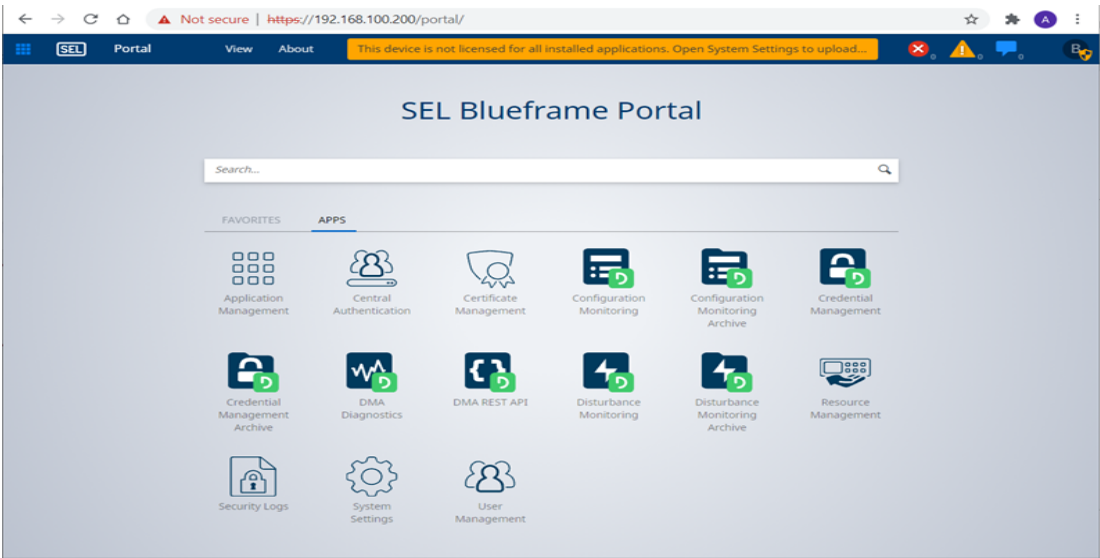 Not secure | https://192.168.100.200/portal/ A
SEL Portal View About This device is not licensed for all installed applications. Open System Settings to upload... 0 0 0 B
SEL Blueframe Portal
Search...
FAVORITES APPS
Application Management
Central Authentication
Certificate Management
Configuration Monitoring
Configuration Monitoring Archive
Credential Management
Credential Management Archive
DMA Diagnostics
DMA REST API
Disturbance Monitoring
Disturbance Monitoring Archive
Resource Management
Security Logs
System Settings
User Management